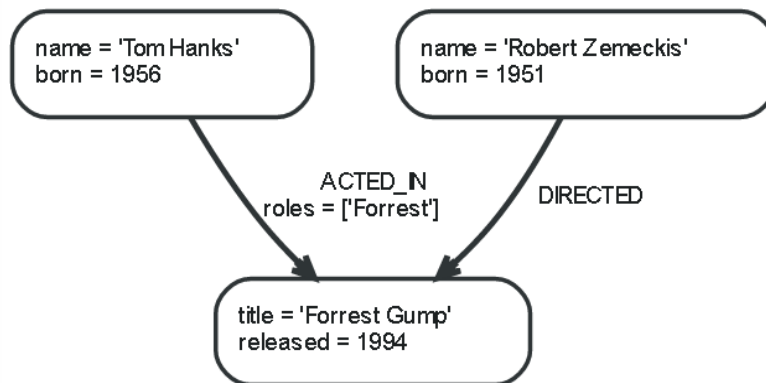 name = 'Tom Hanks'
born = 1956
name = 'Robert Zemeckis'
born = 1951
ACTED_IN
roles = ['Forrest']
DIRECTED
title = 'Forrest Gump'
released = 1994